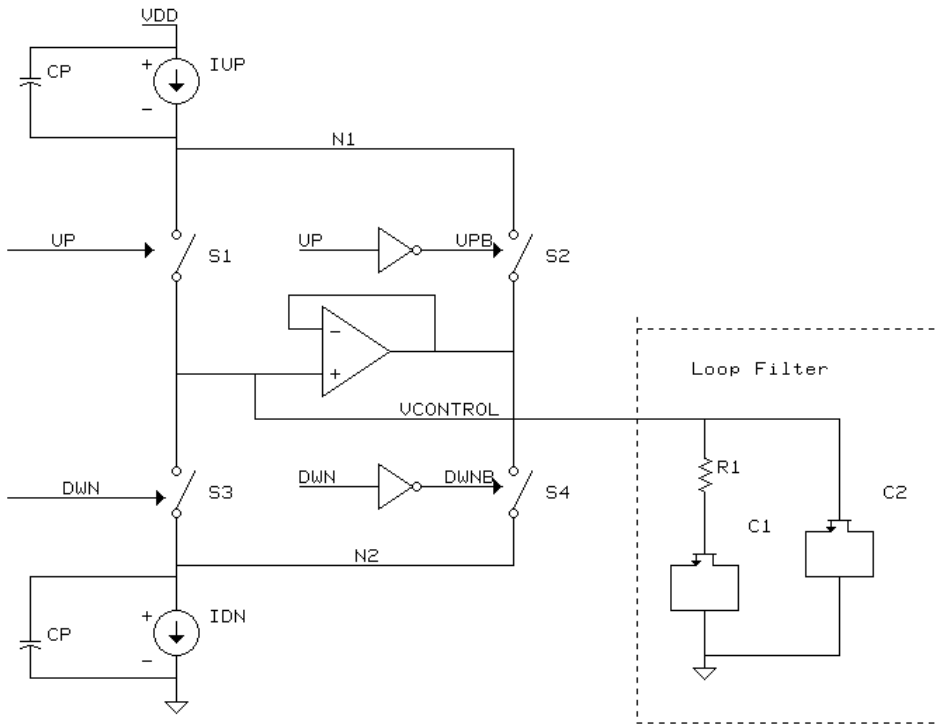 VDD
CP
+
IUP
−
N1
UP
S1
UP
UPB
S2
−
+
Loop Filter
VCONTROL
R1
DWN
S3
DWN
DWNB
S4
C2
C1
N2
CP
+
IDN
−